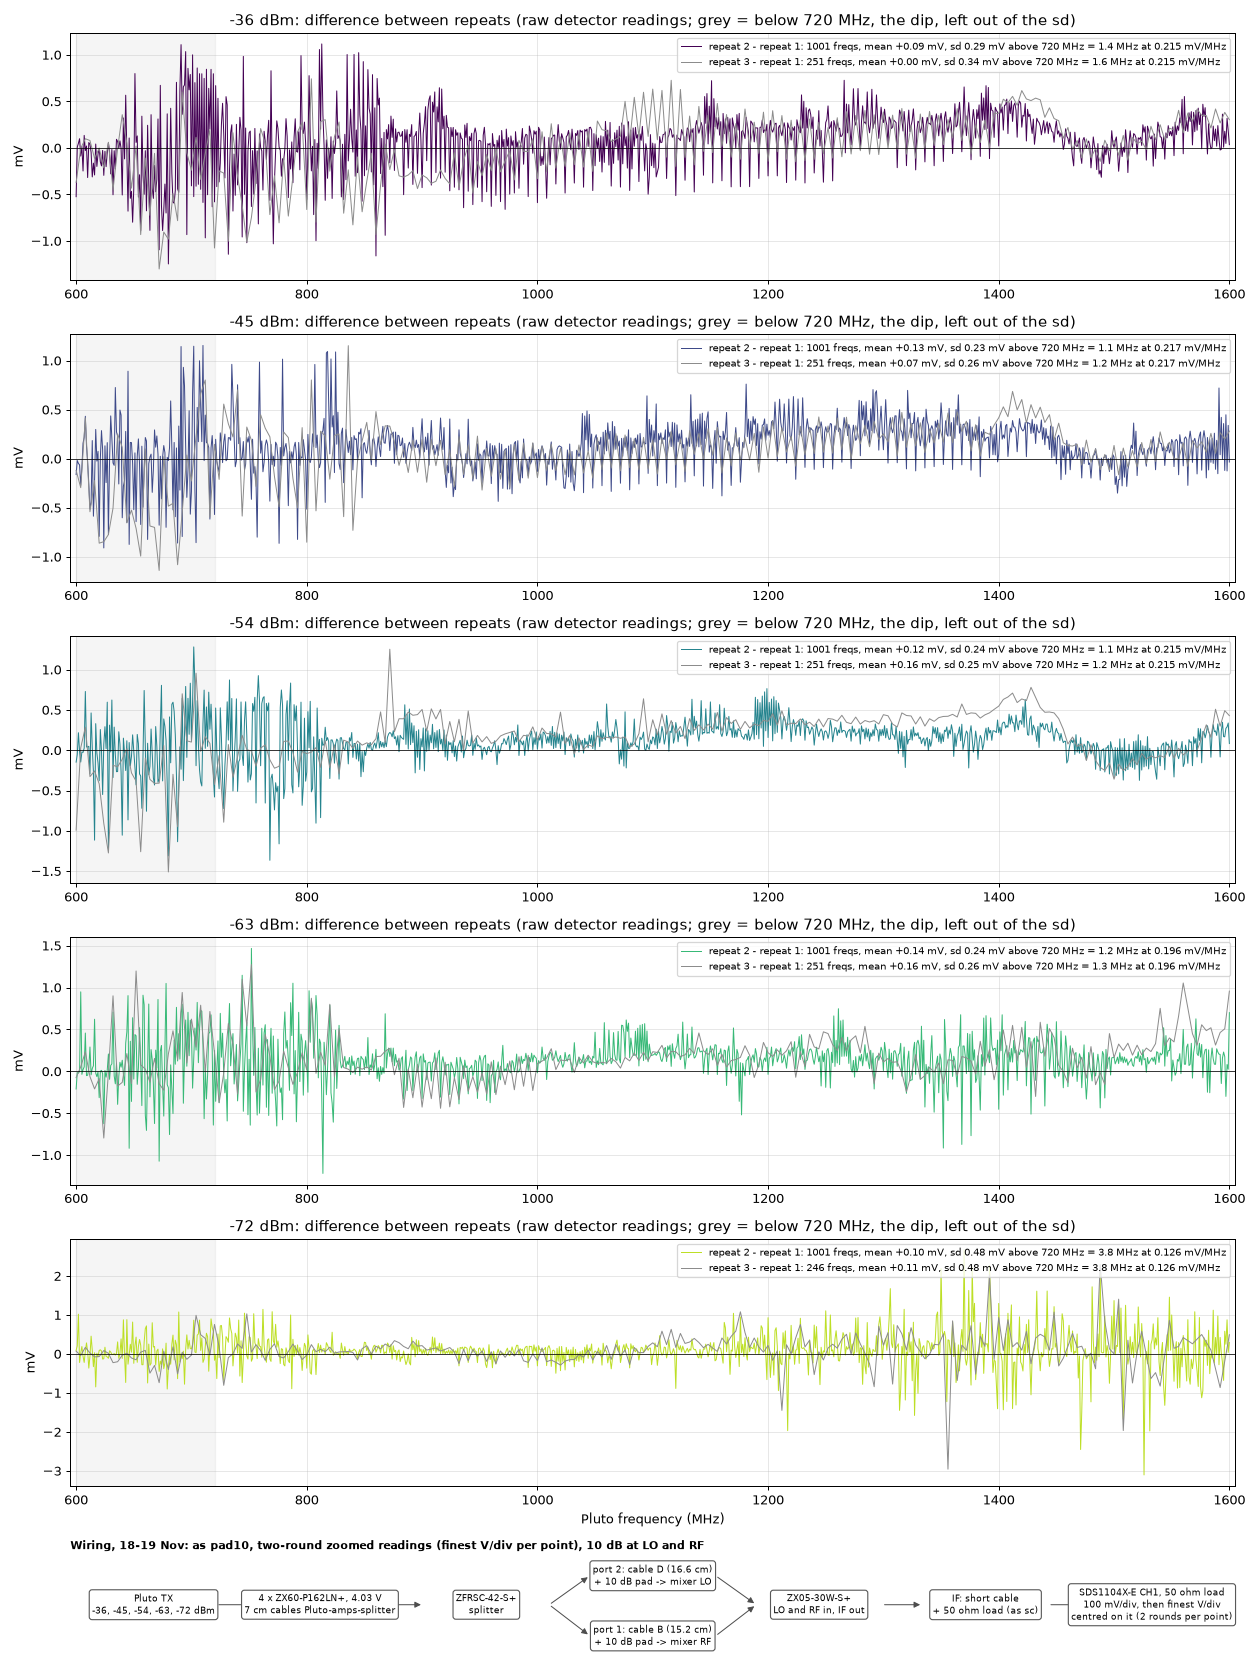 -36 dBm: difference between repeats (raw detector readings; grey = below 720 MHz, the dip, left out of the sd)
repeat 2 - repeat 1: 1001 freqs, mean +0.09 mV, sd 0.29 mV above 720 MHz = 1.4 MHz at 0.215 mV/MHz
repeat 3 - repeat 1: 251 freqs, mean +0.00 mV, sd 0.34 mV above 720 MHz = 1.6 MHz at 0.215 mV/MHz
1.0
0.5
0.0
−0.5
−1.0
mV
600 800 1000 1200 1400 1600
-45 dBm: difference between repeats (raw detector readings; grey = below 720 MHz, the dip, left out of the sd)
repeat 2 - repeat 1: 1001 freqs, mean +0.13 mV, sd 0.23 mV above 720 MHz = 1.1 MHz at 0.217 mV/MHz
repeat 3 - repeat 1: 251 freqs, mean +0.07 mV, sd 0.26 mV above 720 MHz = 1.2 MHz at 0.217 mV/MHz
1.0
0.5
0.0
−0.5
−1.0
mV
600 800 1000 1200 1400 1600
-54 dBm: difference between repeats (raw detector readings; grey = below 720 MHz, the dip, left out of the sd)
repeat 2 - repeat 1: 1001 freqs, mean +0.12 mV, sd 0.24 mV above 720 MHz = 1.1 MHz at 0.215 mV/MHz
repeat 3 - repeat 1: 251 freqs, mean +0.16 mV, sd 0.25 mV above 720 MHz = 1.2 MHz at 0.215 mV/MHz
1.0
0.5
0.0
−0.5
−1.0
−1.5
mV
600 800 1000 1200 1400 1600
-63 dBm: difference between repeats (raw detector readings; grey = below 720 MHz, the dip, left out of the sd)
repeat 2 - repeat 1: 1001 freqs, mean +0.14 mV, sd 0.24 mV above 720 MHz = 1.2 MHz at 0.196 mV/MHz
repeat 3 - repeat 1: 251 freqs, mean +0.16 mV, sd 0.26 mV above 720 MHz = 1.3 MHz at 0.196 mV/MHz
1.5
1.0
0.5
0.0
−0.5
−1.0
mV
600 800 1000 1200 1400 1600
-72 dBm: difference between repeats (raw detector readings; grey = below 720 MHz, the dip, left out of the sd)
repeat 2 - repeat 1: 1001 freqs, mean +0.10 mV, sd 0.48 mV above 720 MHz = 3.8 MHz at 0.126 mV/MHz
repeat 3 - repeat 1: 246 freqs, mean +0.11 mV, sd 0.48 mV above 720 MHz = 3.8 MHz at 0.126 mV/MHz
2
1
0
−1
−2
−3
mV
600 800 1000 1200 1400 1600
Pluto frequency (MHz)
Wiring, 18-19 Nov: as pad10, two-round zoomed readings (finest V/div per point), 10 dB at LO and RF
Pluto TX
-36, -45, -54, -63, -72 dBm
4 x ZX60-P162LN+, 4.03 V
7 cm cables Pluto-amps-splitter
ZFRSC-42-S+
splitter
port 2: cable D (16.6 cm)
+ 10 dB pad -> mixer LO
port 1: cable B (15.2 cm)
+ 10 dB pad -> mixer RF
ZX05-30W-S+
LO and RF in, IF out
IF: short cable
+ 50 ohm load (as sc)
SDS1104X-E CH1, 50 ohm load
100 mV/div, then finest V/div
centred on it (2 rounds per point)